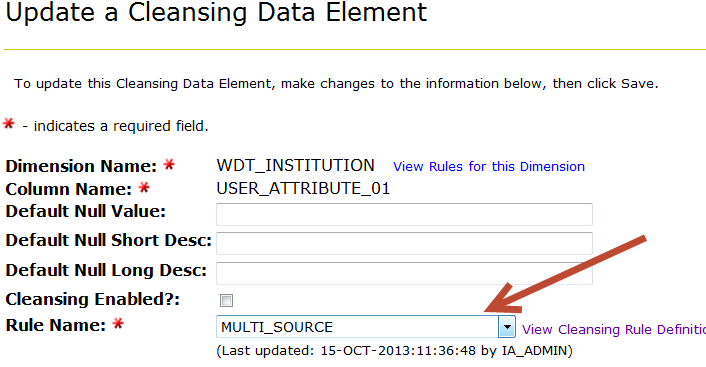 Update a Cleansing Data Element
To update this Cleansing Data Element, make changes to the information below, then click Save.
* - indicates a required field.
Dimension Name: * WDT_INSTITUTION View Rules for this Dimension
Column Name: * USER_ATTRIBUTE_01
Default Null Value:
Default Null Short Desc:
Default Null Long Desc:
Cleansing Enabled?:
Rule Name: * MULTI_SOURCE View Cleansing Rule Definitio
(Last updated: 15-OCT-2013:11:36:48 by IA_ADMIN)